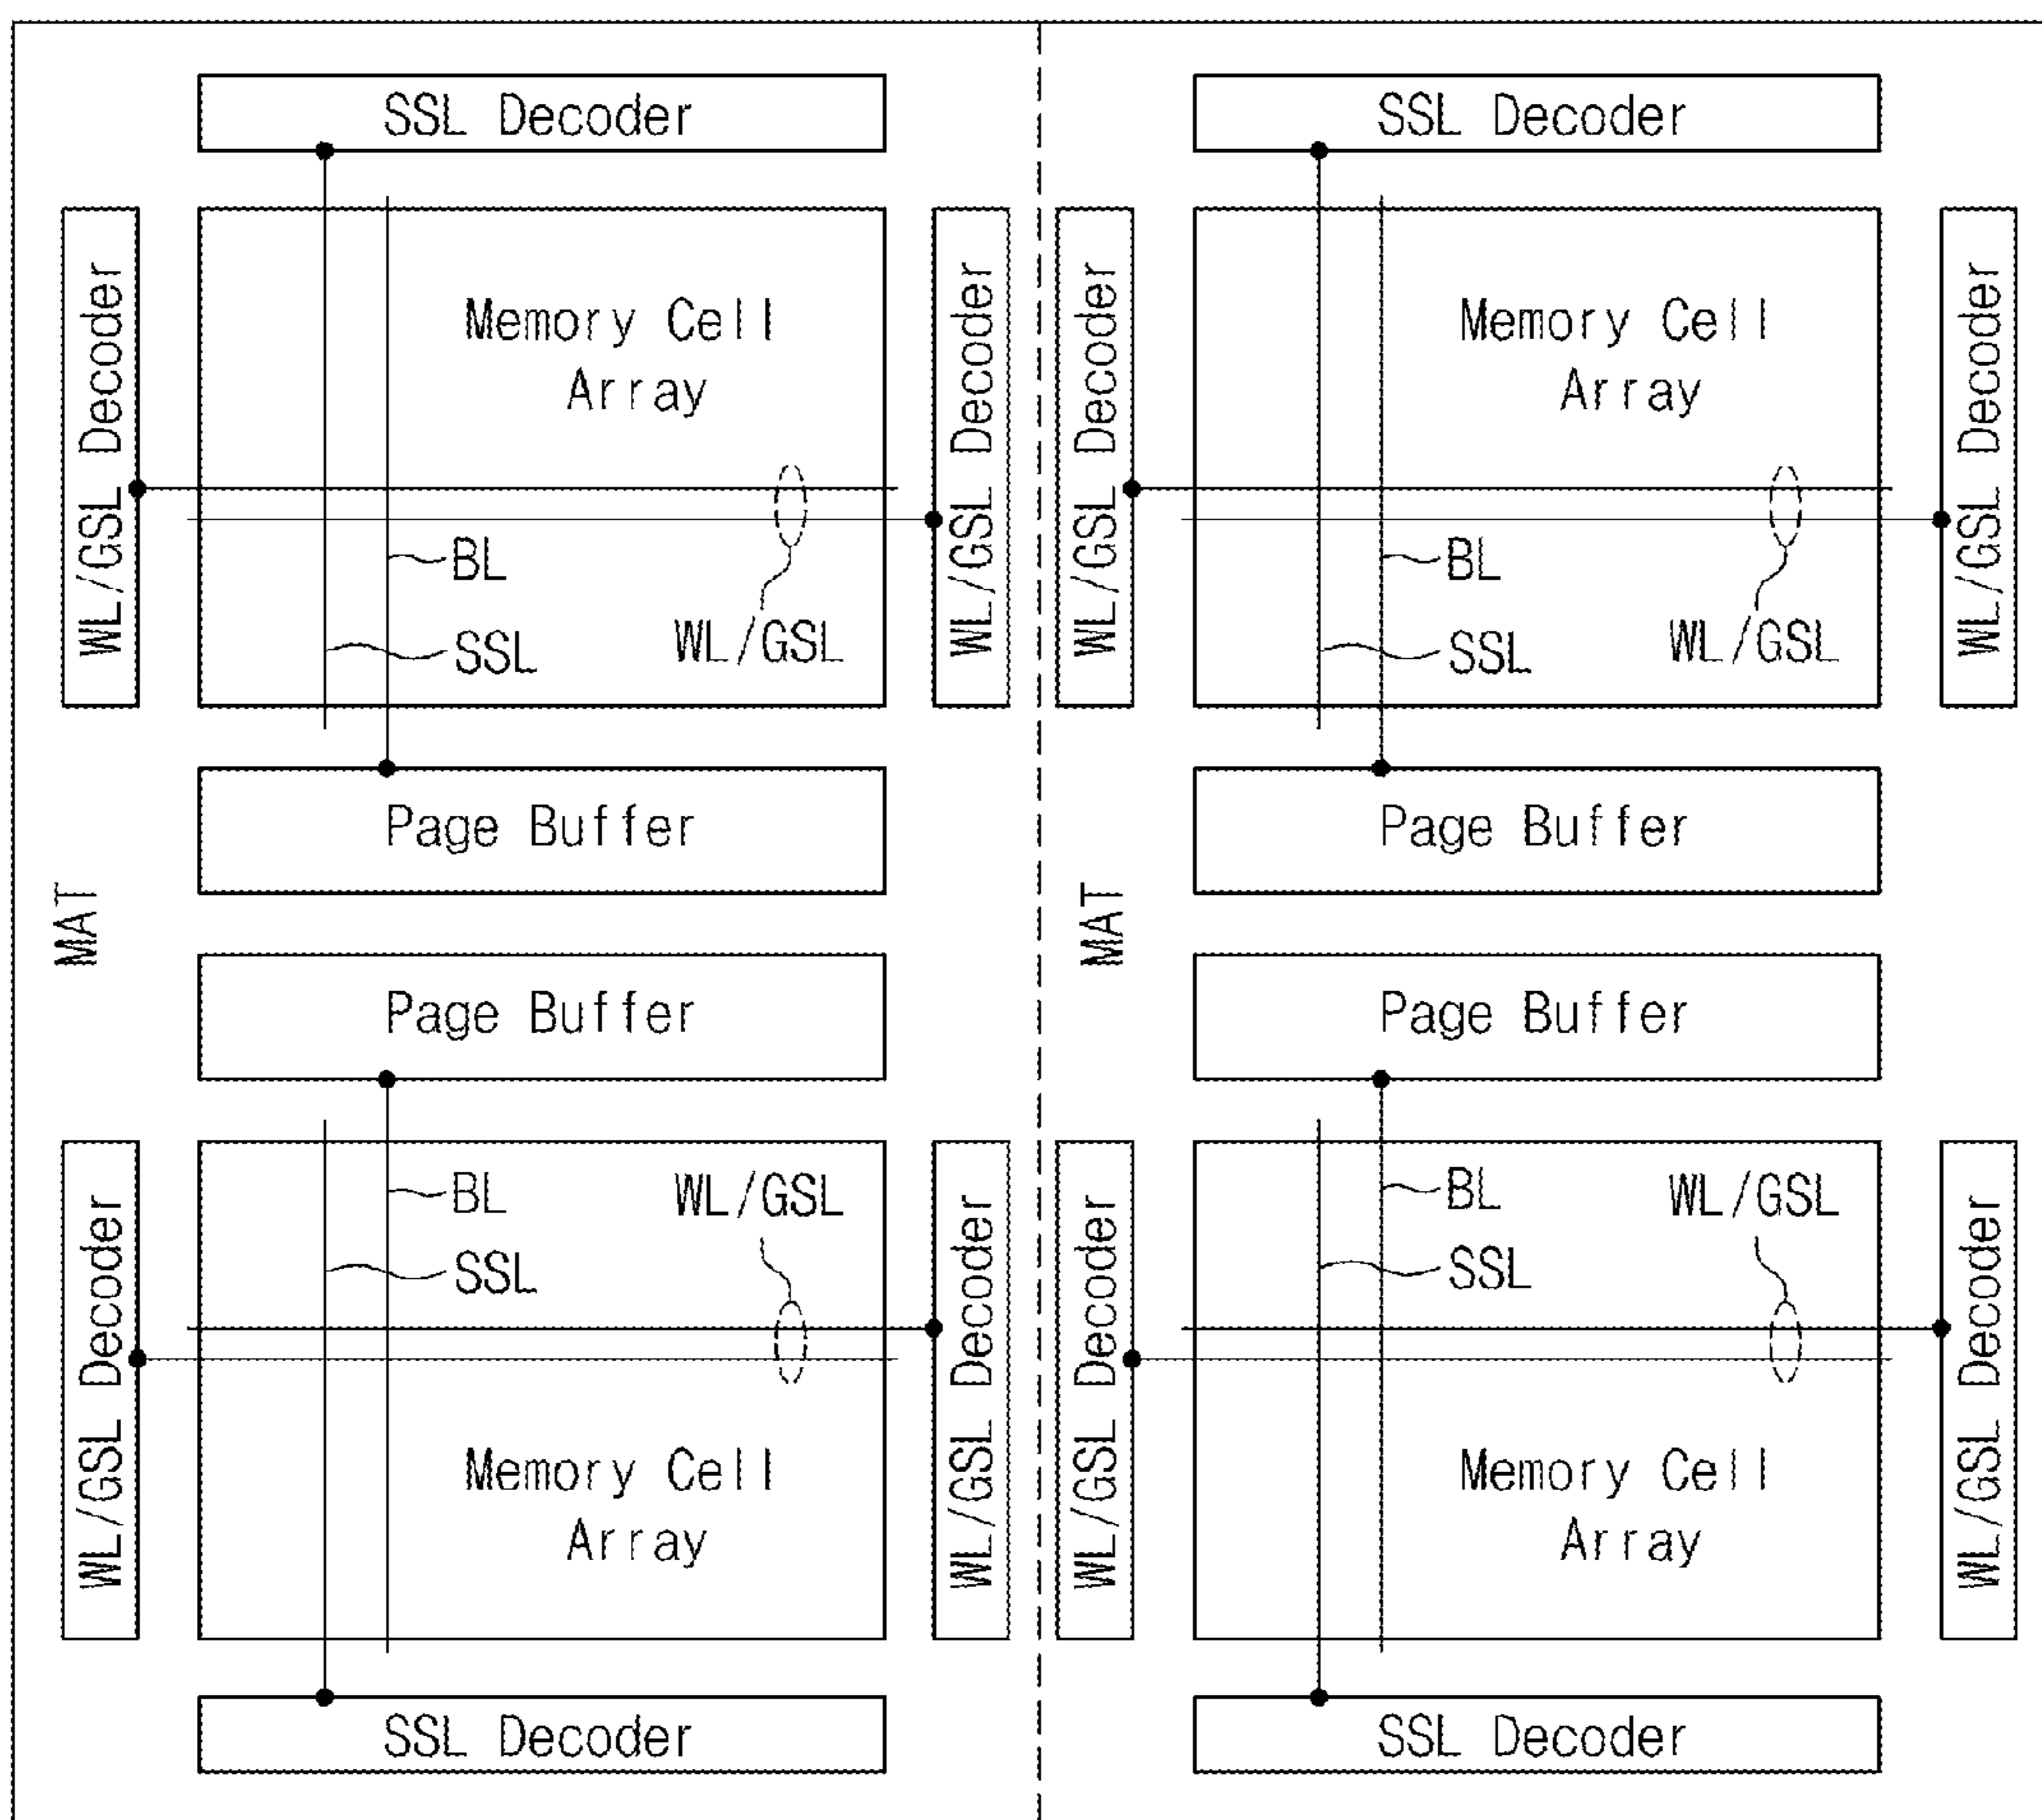 SSL Decoder
SSL Decoder
WL/GSL Decoder
Memory Cell
Array
WL/GSL Decoder
WL/GSL Decoder
Memory Cell
Array
WL/GSL Decoder
BL
SSL
WL/GSL
BL
SSL
WL/GSL
Page Buffer
Page Buffer
MAT
MAT
Page Buffer
Page Buffer
WL/GSL Decoder
BL
SSL
WL/GSL
WL/GSL Decoder
WL/GSL Decoder
BL
SSL
WL/GSL
WL/GSL Decoder
Memory Cell
Array
Memory Cell
Array
SSL Decoder
SSL Decoder